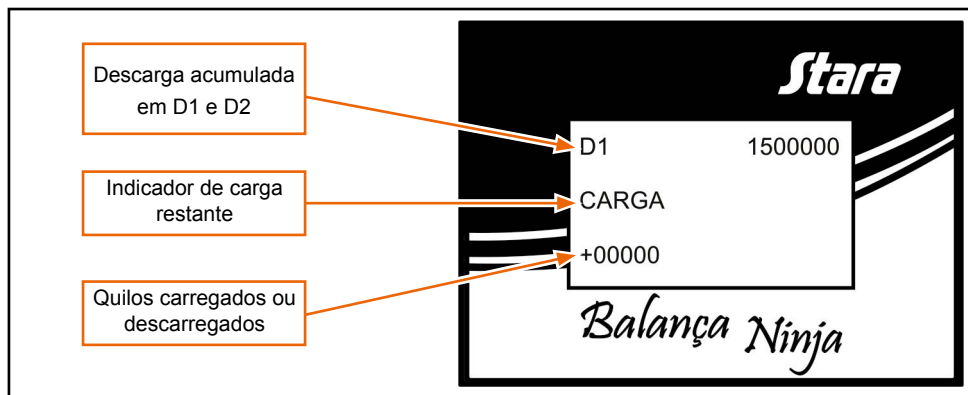 Descarga acumulada
em D1 e D2
Indicador de carga
restante
Quilos carregados ou
descarregados
Stara
D1 1500000
CARGA
+00000
Balança Ninja